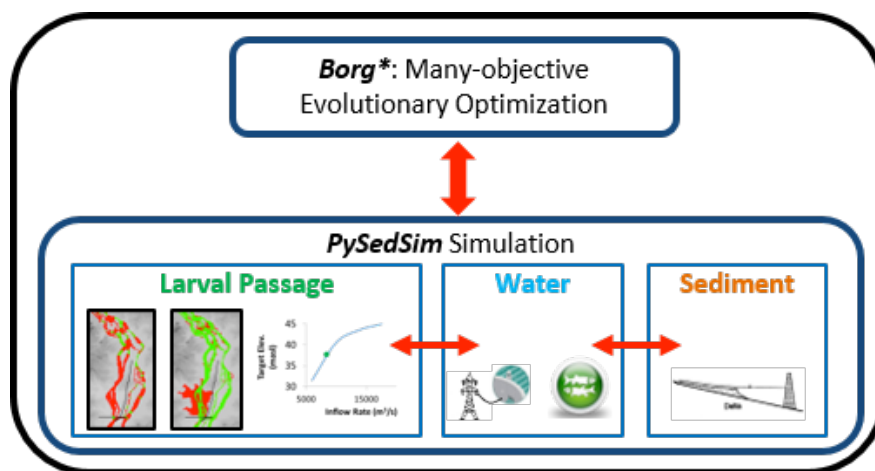 Borg*: Many-objective
Evolutionary Optimization
PySedSim Simulation
Larval Passage
Target Elev.
(masl)
45
40
35
30
5000
15000
Inflow Rate (m³/s)
Water
Sediment
Delta